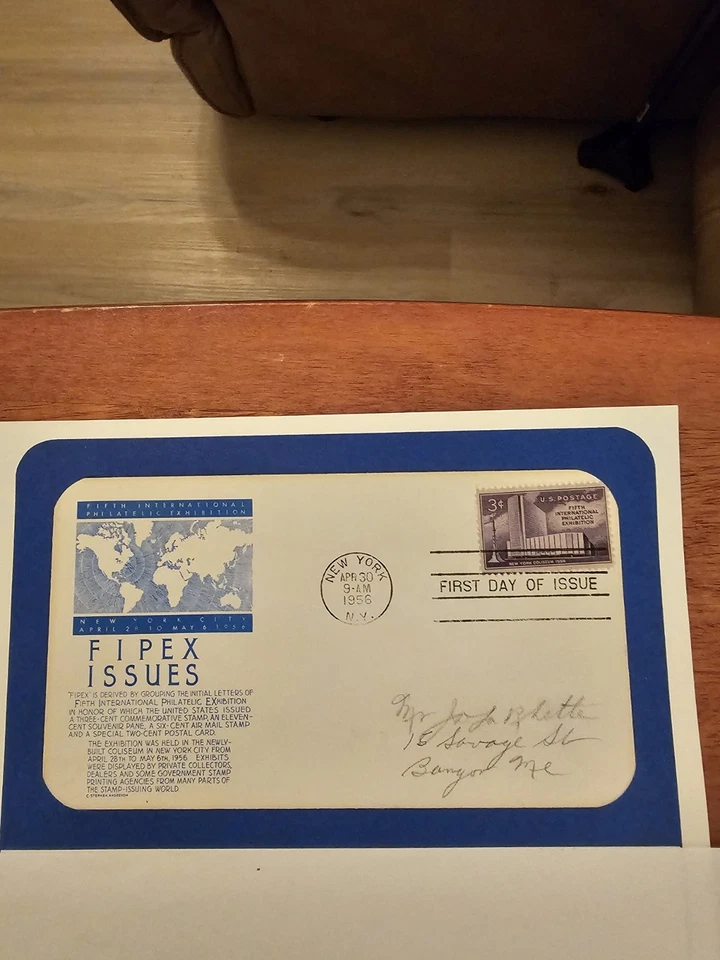 FIFTH INTERNATIONAL
PHILATELIC EXHIBITION
NEW YORK CITY
APRIL 28 TO MAY 6 1956
FIPEX
ISSUES
"FIPEX" IS DERIVED BY GROUPING THE INITIAL LETTERS OF
FIFTH INTERNATIONAL PHILATELIC EXHIBITION
IN HONOR OF WHICH THE UNITED STATES ISSUED
A THREE-CENT COMMEMORATIVE STAMP, AN ELEVEN-
CENT SOUVENIR PANE, A SIX-CENT AIR MAIL STAMP
AND A SPECIAL TWO-CENT POSTAL CARD.
THE EXHIBITION WAS HELD IN THE NEWLY-
BUILT COLISEUM IN NEW YORK CITY FROM
APRIL 28TH TO MAY 6TH, 1956. EXHIBITS
WERE DISPLAYED BY PRIVATE COLLECTORS,
DEALERS AND SOME GOVERNMENT STAMP
PRINTING AGENCIES FROM MANY PARTS OF
THE STAMP-ISSUING WORLD
C. STEPHEN ANDERSON
NEW YORK
APR 30
9-AM
1956
N.Y.
3¢
U.S. POSTAGE
FIFTH
INTERNATIONAL
PHILATELIC
EXHIBITION
NEW YORK COLISEUM 1956
FIRST DAY OF ISSUE
Mr
15 Savage St
Bangor Me